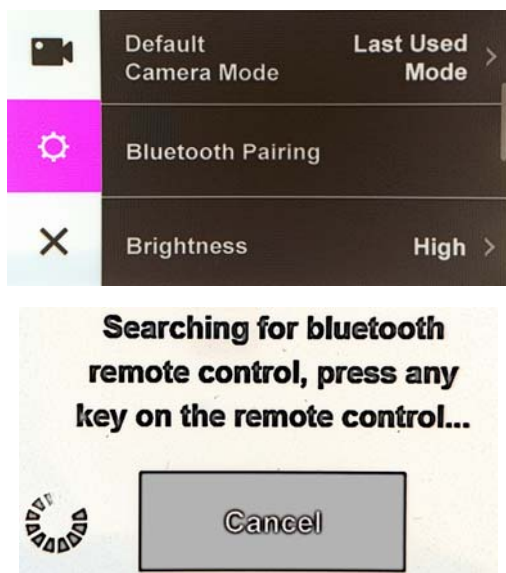 Default Last Used
Camera Mode Mode
Bluetooth Pairing
Brightness High
Searching for bluetooth
remote control, press any
key on the remote control...
Cancel